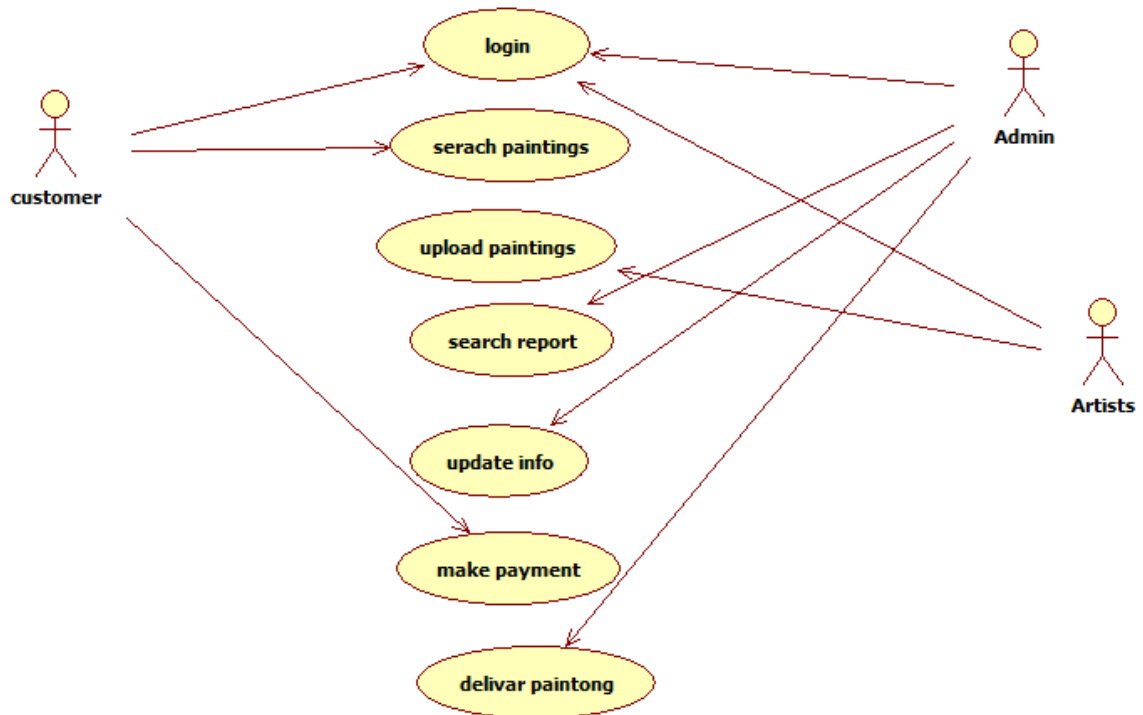 login
Admin
serach paintings
customer
upload paintings
search report
Artists
update info
make payment
delivar paintong